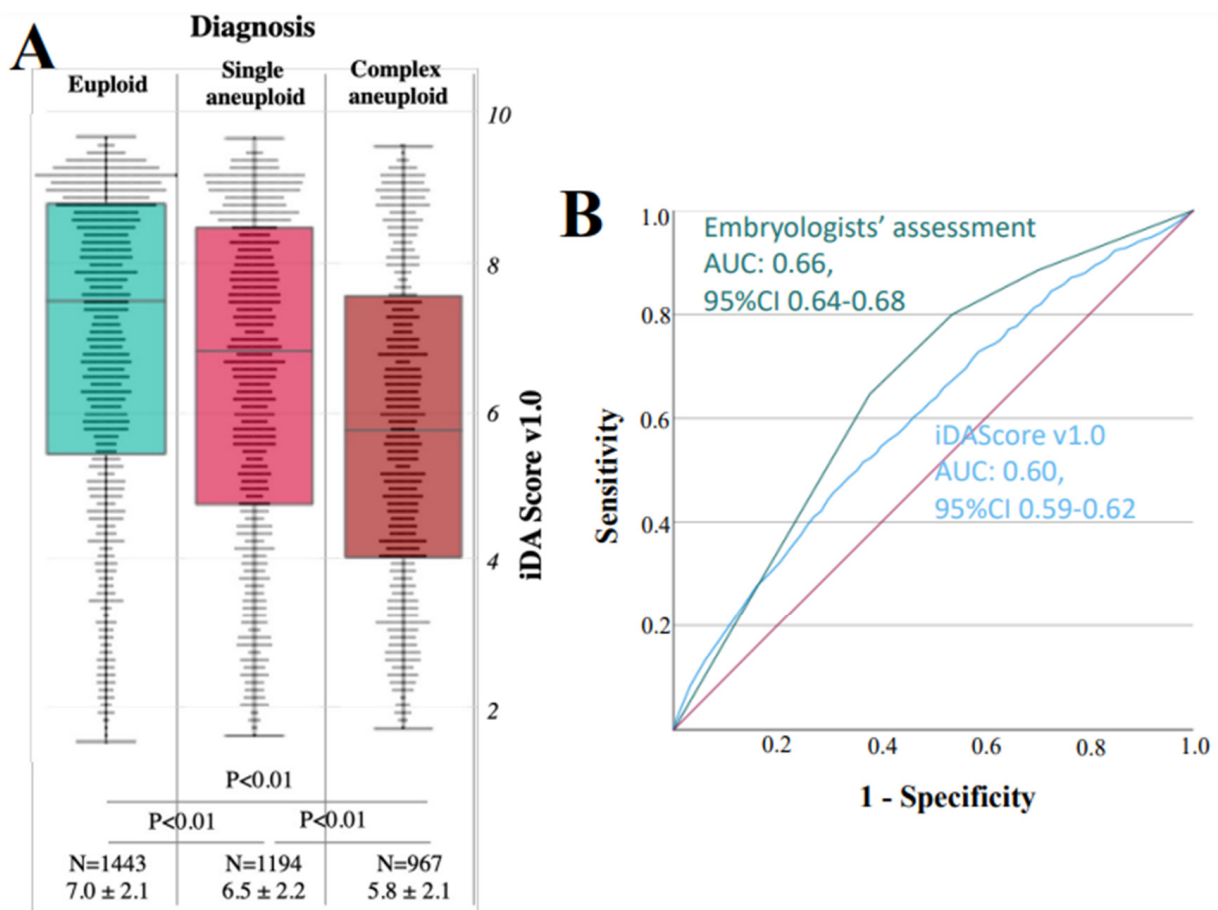 A
Diagnosis
Euploid
Single
aneuploid
Complex
aneuploid
10
8
6
4
2
iDA Score v1.0
P<0.01
P<0.01
P<0.01
N=1443
7.0 ± 2.1
N=1194
6.5 ± 2.2
N=967
5.8 ± 2.1
B
Embryologists’ assessment
AUC: 0.66,
95%CI 0.64-0.68
iDAScore v1.0
AUC: 0.60,
95%CI 0.59-0.62
1.0
0.8
0.6
0.4
0.2
Sensitivity
0.2
0.4
0.6
0.8
1.0
1 - Specificity